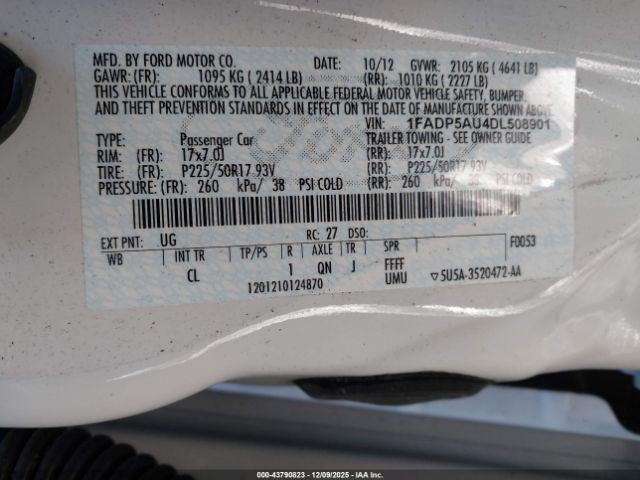 MFD. BY FORD MOTOR CO. DATE: 10/12 GVWR: 2105 KG ( 4641 LB)
GAWR: (FR): 1095 KG ( 2414 LB) (RR): 1010 KG ( 2227 LB)
THIS VEHICLE CONFORMS TO ALL APPLICABLE FEDERAL MOTOR VEHICLE SAFETY, BUMPER,
AND THEFT PREVENTION STANDARDS IN EFFECT ON THE DATE OF MANUFACTURE SHOWN ABOVE.
VIN: 1FADP5AU4DL508901
TYPE: Passenger Car TRAILER TOWING - SEE OWNER GUIDE
RIM: (FR): 17x7.0J (RR): 17x7.0J
TIRE: (FR): P225/50R17 93V (RR): P225/50R17 93V
PRESSURE: (FR): 260 kPa/ 38 PSI COLD (RR): 260 kPa/ 38 PSI COLD
EXT PNT: UG RC: 27 DSO: F0053
WB INT TR TP/PS R AXLE TR SPR
CL 1 QN J FFFF
1201210124870 UMU ▽5U5A-3520472-AA
000-43790823 - 12/09/2025 - IAA Inc.